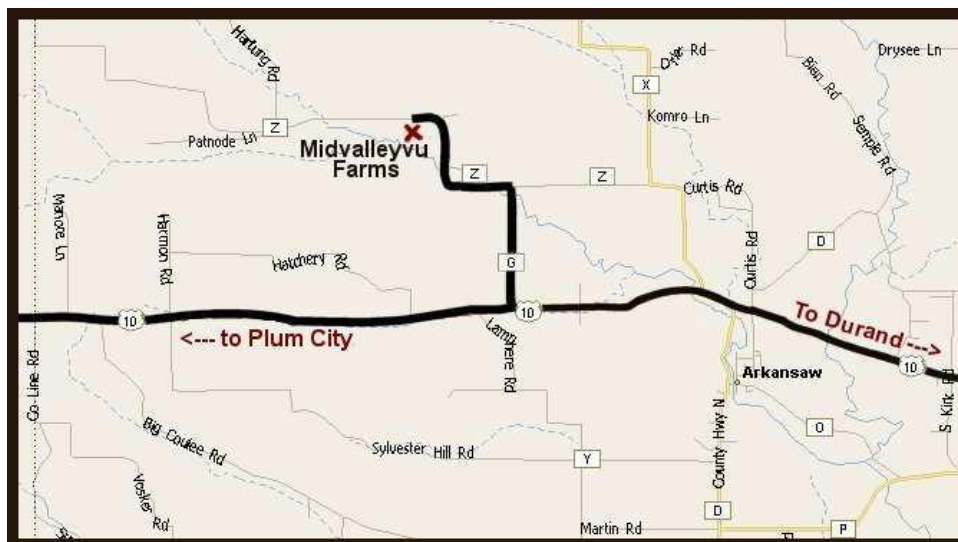 Hartung Rd
Otter Rd
Drysee Ln
X
Bian Rd
Komro Ln
Semple Rd
Z
Patnode Ln
Midvalleyvu
Farms
Z
Z
Curtis Rd
Manore Ln
Harmon Rd
Hatchery Rd
G
Curtis Rd
D
10
10
<--- to Plum City
Lamphere Rd
To Durand --->
10
Co Line Rd
Arkansaw
S Kirk Rd
Big Coulee Rd
Sylvester Hill Rd
Y
County Hwy N
O
Vosker Rd
D
Martin Rd
P